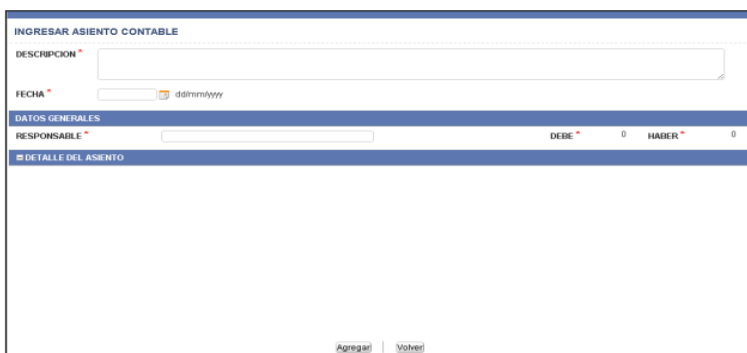 INGRESAR ASIENTO CONTABLE
DESCRIPCION *
FECHA * dd/mm/yyyy
DATOS GENERALES
RESPONSABLE * DEBE * 0 HABER * 0
DETALLE DEL ASIENTO
Agregar | Volver